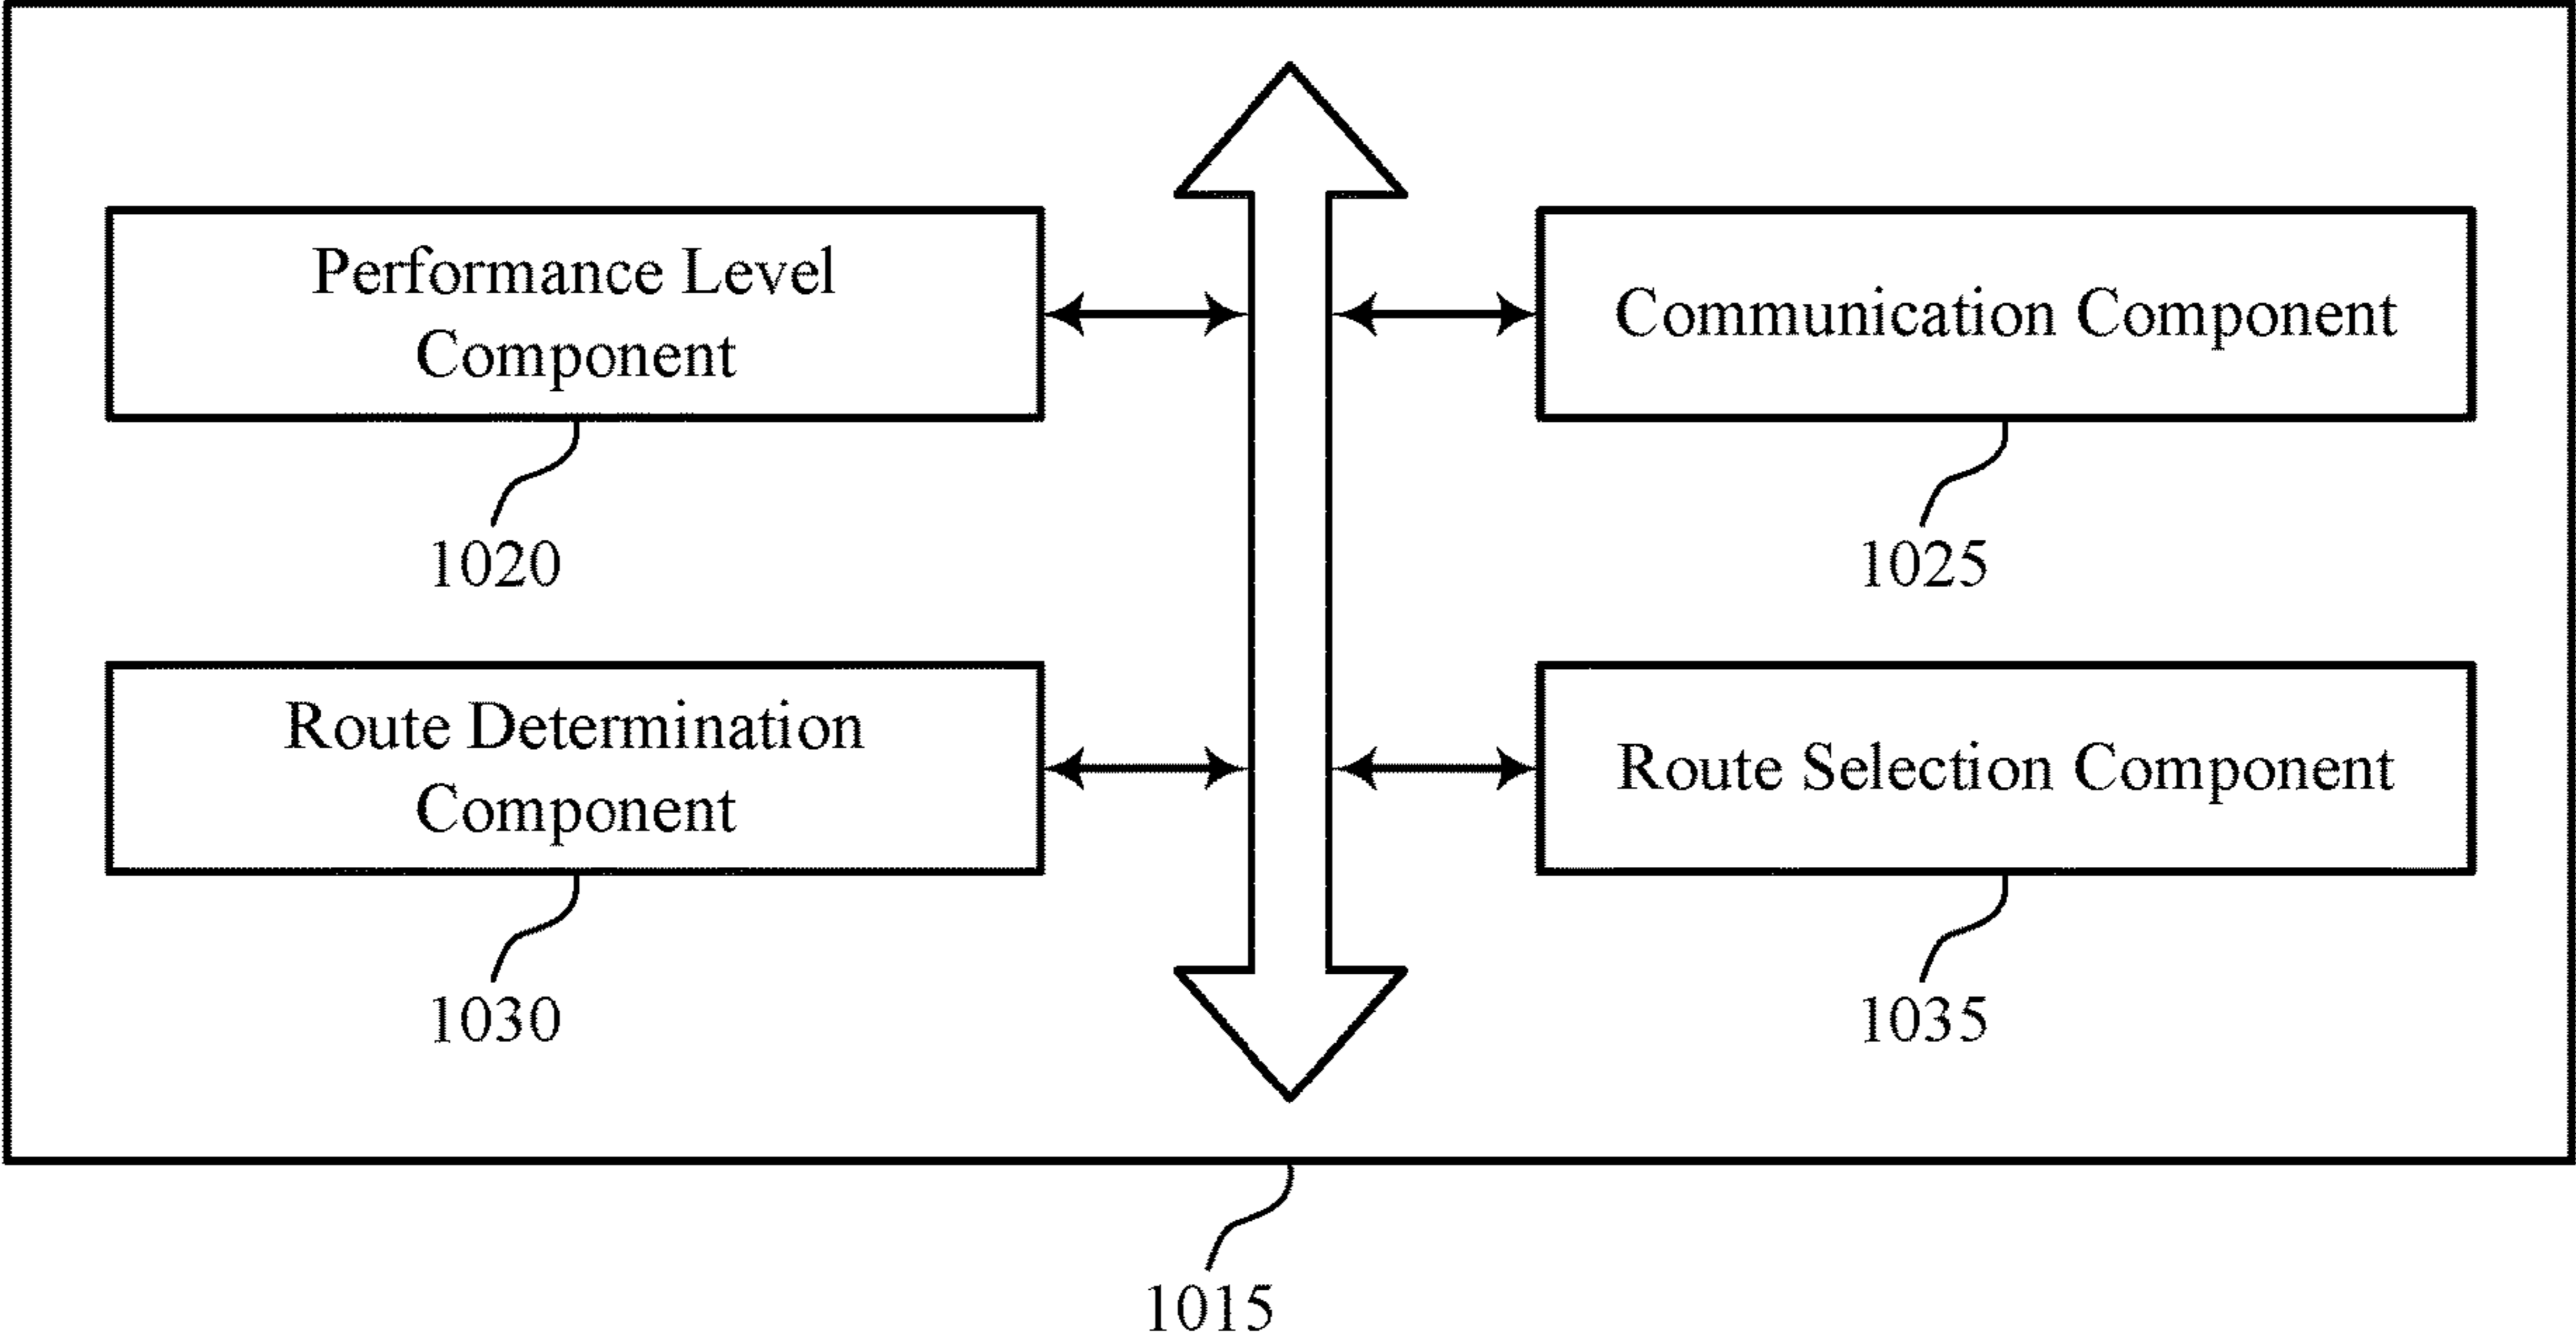 Performance Level
Component
1020
Communication Component
1025
Route Determination
Component
1030
Route Selection Component
1035
1015